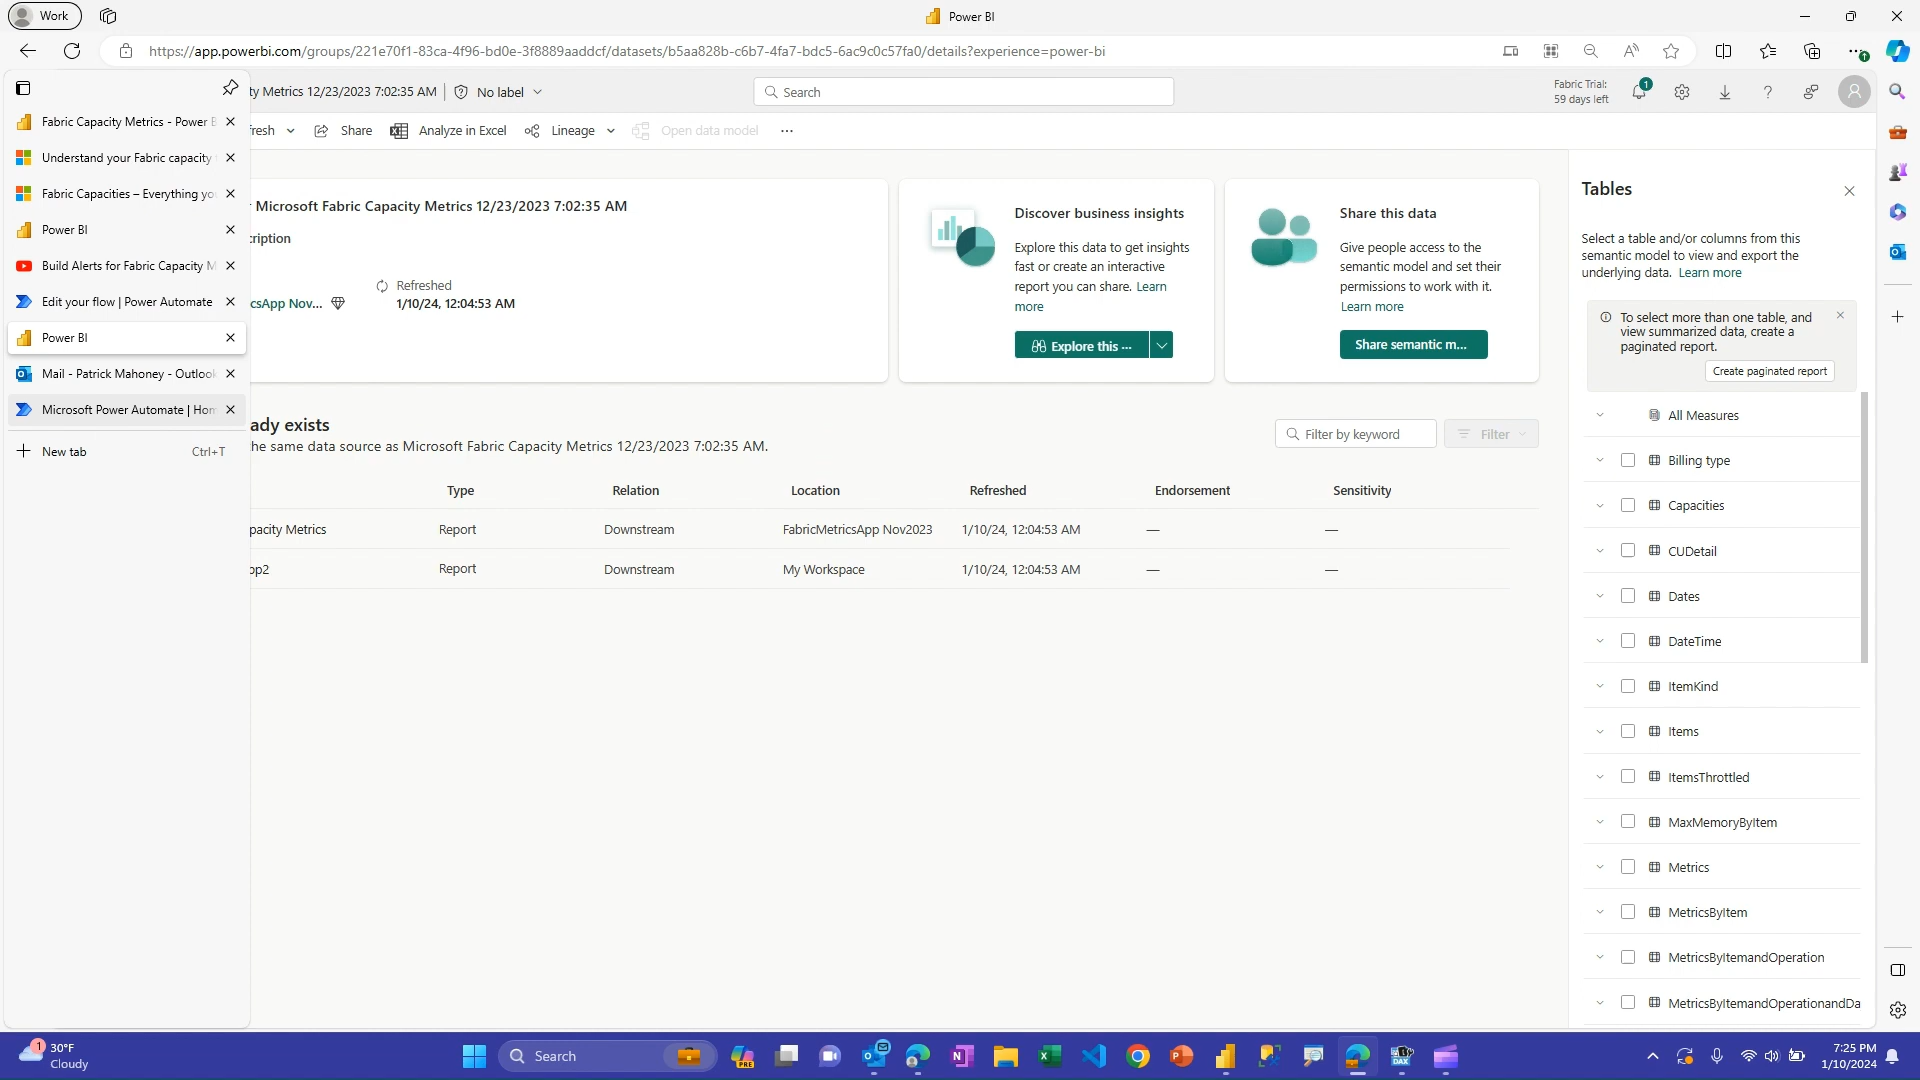 Work
Power BI
https://app.powerbi.com/groups/221e70f1-83ca-4f96-bd0e-3f8889aaddcf/datasets/b5aa828b-c6b7-4fa7-bdc5-6ac9c0c57fa0/details?experience=power-bi
ty Metrics 12/23/2023 7:02:35 AM
No label
Search
Fabric Trial:
59 days left
1
Fabric Capacity Metrics - Power B
Understand your Fabric capacity
Fabric Capacities – Everything you
Power BI
Build Alerts for Fabric Capacity M
Edit your flow | Power Automate
Power BI
Mail - Patrick Mahoney - Outlook
Microsoft Power Automate | Hom
New tab
Ctrl+T
fresh
Share
Analyze in Excel
Lineage
Open data model
Microsoft Fabric Capacity Metrics 12/23/2023 7:02:35 AM
cription
csApp Nov...
Refreshed
1/10/24, 12:04:53 AM
Discover business insights
Explore this data to get insights
fast or create an interactive
report you can share. Learn
more
Explore this ...
Share this data
Give people access to the
semantic model and set their
permissions to work with it.
Learn more
Share semantic m...
ady exists
he same data source as Microsoft Fabric Capacity Metrics 12/23/2023 7:02:35 AM.
Filter by keyword
Filter
Type
Relation
Location
Refreshed
Endorsement
Sensitivity
pacity Metrics
Report
Downstream
FabricMetricsApp Nov2023
1/10/24, 12:04:53 AM
—
—
pp2
Report
Downstream
My Workspace
1/10/24, 12:04:53 AM
—
—
Tables
Select a table and/or columns from this
semantic model to view and export the
underlying data. Learn more
To select more than one table, and
view summarized data, create a
paginated report.
Create paginated report
All Measures
Billing type
Capacities
CUDetail
Dates
DateTime
ItemKind
Items
ItemsThrottled
MaxMemoryByItem
Metrics
MetricsByItem
MetricsByItemandOperation
MetricsByItemandOperationandDa
1
30°F
Cloudy
Search
PRE
DAX
7:25 PM
1/10/2024